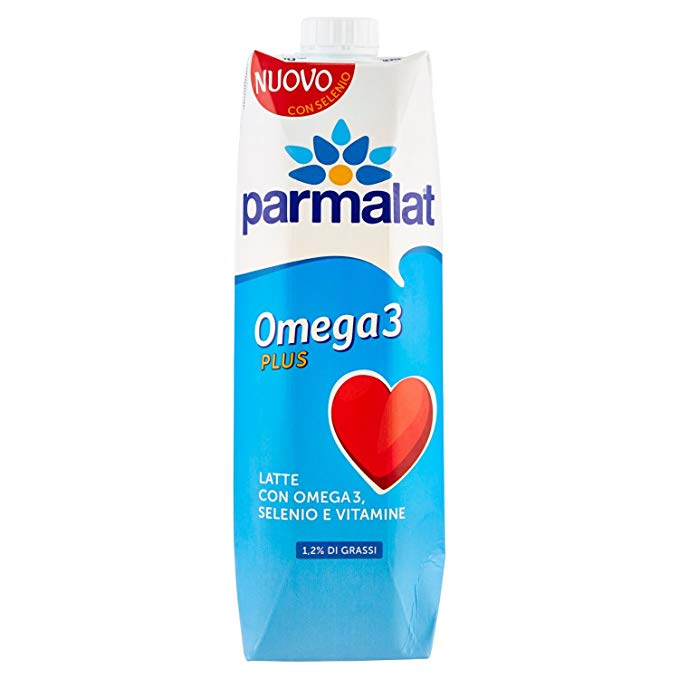 NUOVO
CON SELENIO
parmalat
Omega3
PLUS
LATTE
CON OMEGA3,
SELENIO E VITAMINE
1,2% DI GRASSI